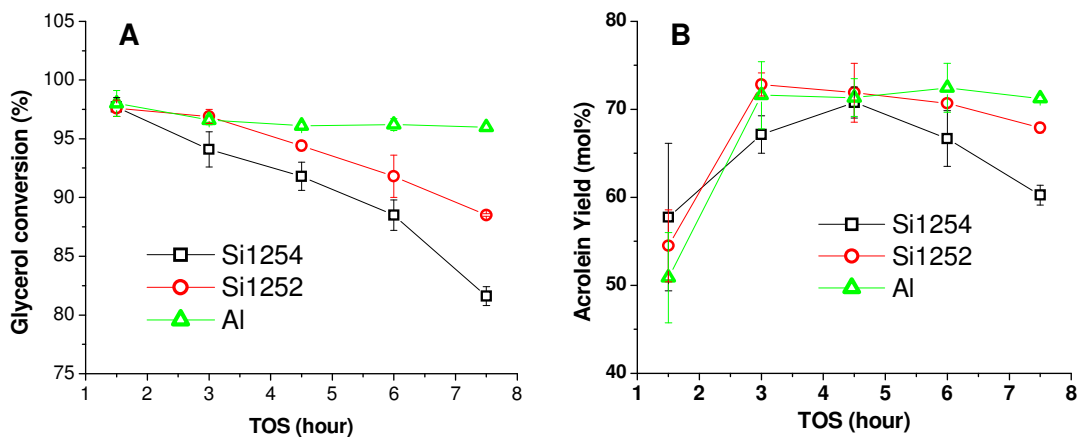 A
Glycerol conversion (%)
105
100
95
90
85
80
75
Si1254
Si1252
Al
1 2 3 4 5 6 7 8
TOS (hour)
B
Acrolein Yield (mol%)
80
70
60
50
40
Si1254
Si1252
Al
1 2 3 4 5 6 7 8
TOS (hour)